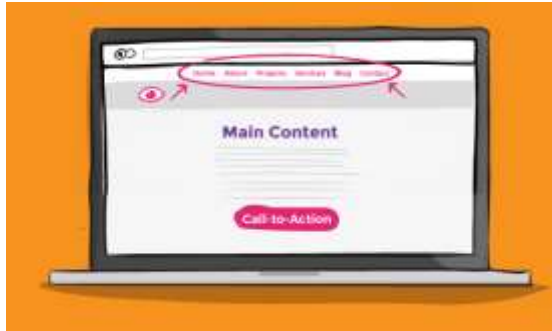 Home About Projects Services Blog Contact
Main Content
Call-to-Action